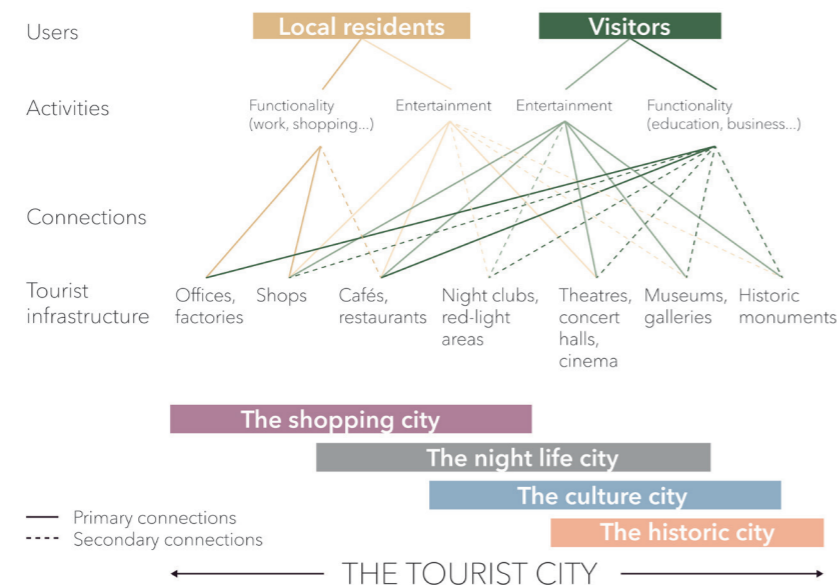 Users
Local residents
Visitors
Activities
Functionality
(work, shopping...)
Entertainment
Entertainment
Functionality
(education, business...)
Connections
Tourist
infrastructure
Offices,
factories
Shops
Cafés,
restaurants
Night clubs,
red-light
areas
Theatres,
concert
halls,
cinema
Museums,
galleries
Historic
monuments
The shopping city
The night life city
The culture city
The historic city
Primary connections
Secondary connections
THE TOURIST CITY